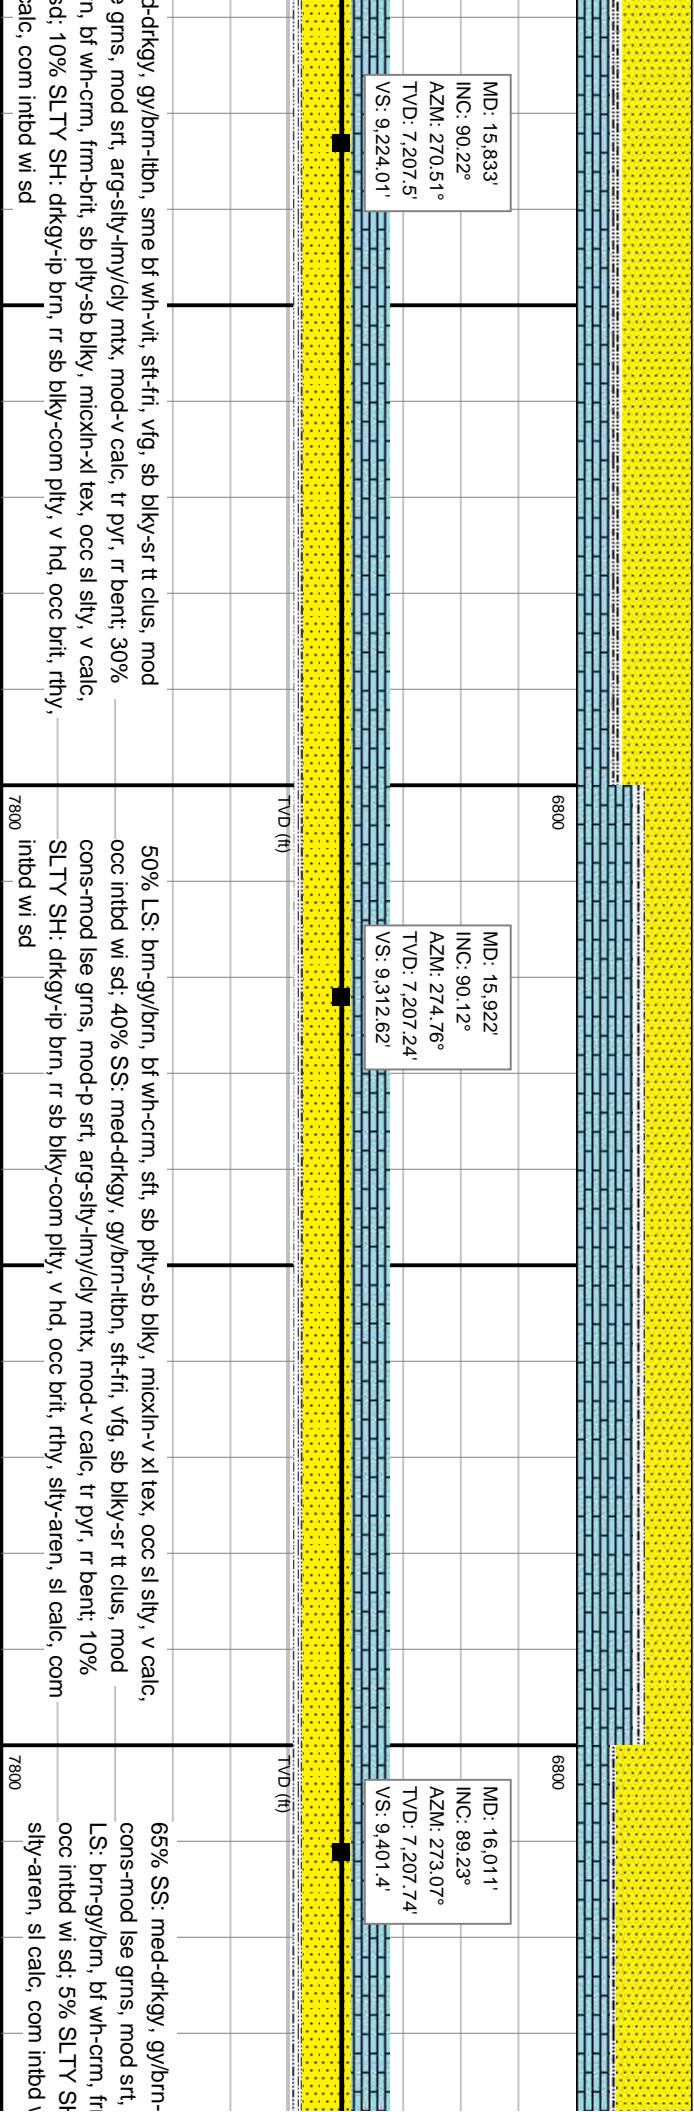 MD: 15,833'
INC: 90.22°
AZM: 270.51°
TVD: 7,207.5'
VS: 9,224.01'
d-drkgy, gy/brn-ltbn, sme bf wh-vit, sft-fri, vfg, sb blky-sr tt clus, mod
e grns, mod srt, arg-slty-lmy/cly mtx, mod-v calc, tr pyr, rr bent; 30%
n, bf wh-crm, frm-brit, sb plty-sb blky, micxln-xl tex, occ sl slty, v calc,
sd; 10% SLTY SH: drkgy-ip brn, rr sb blky-com plty, v hd, occ brit, rthy,
calc, com intbd wi sd
6800
TVD (ft)
7800
MD: 15,922'
INC: 90.12°
AZM: 274.76°
TVD: 7,207.24'
VS: 9,312.62'
50% LS: brn-gy/brn, bf wh-crm, sft, sb plty-sb blky, micxln-v xl tex, occ sl slty, v calc,
occ intbd wi sd; 40% SS: med-drkgy, gy/brn-ltbn, sft-fri, vfg, sb blky-sr tt clus, mod
cons-mod lse grns, mod-p srt, arg-slty-lmy/cly mtx, mod-v calc, tr pyr, rr bent; 10%
SLTY SH: drkgy-ip brn, rr sb blky-com plty, v hd, occ brit, rthy, slty-aren, sl calc, com
intbd wi sd
6800
TVD (ft)
7800
MD: 16,011'
INC: 89.23°
AZM: 273.07°
TVD: 7,207.74'
VS: 9,401.4'
65% SS: med-drkgy, gy/brn-
cons-mod lse grns, mod srt,
LS: brn-gy/brn, bf wh-crm,
occ intbd wi sd; 5% SLTY
slty-aren, sl calc, com intbd